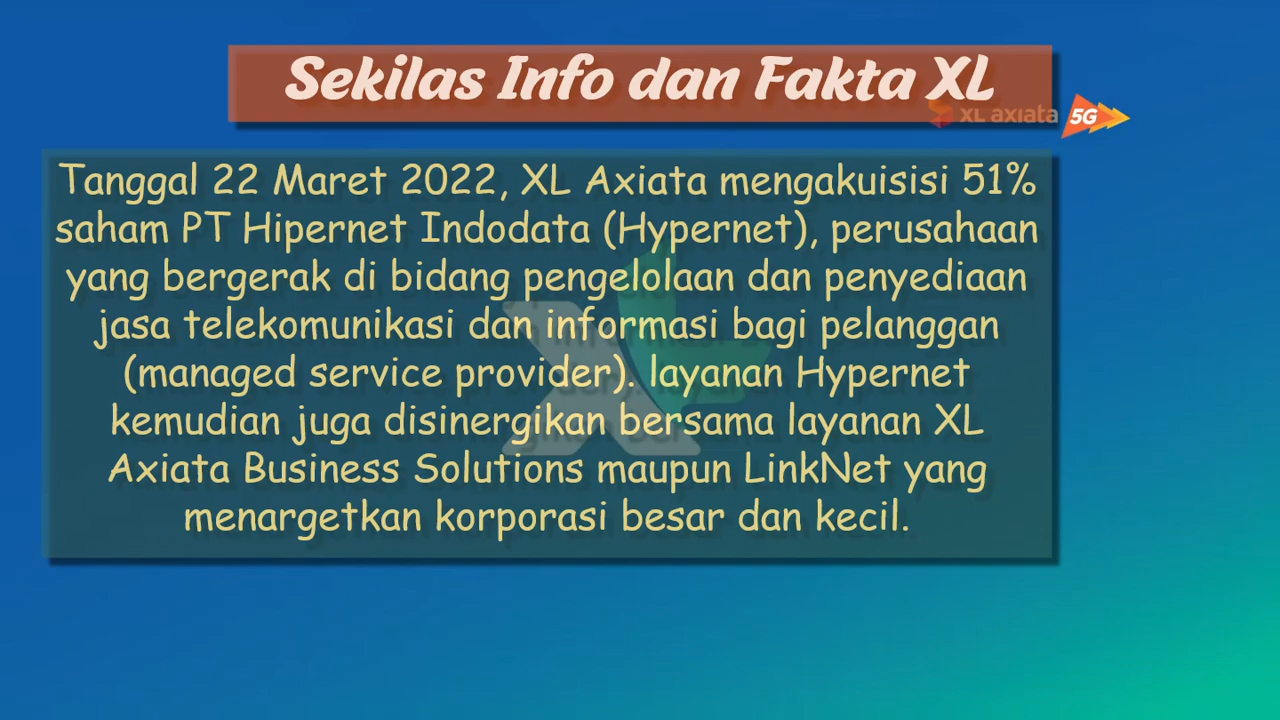 Sekilas Info dan Fakta XL
XL axiata 5G
Tanggal 22 Maret 2022, XL Axiata mengakuisisi 51%
saham PT Hipernet Indodata (Hypernet), perusahaan
yang bergerak di bidang pengelolaan dan penyediaan
jasa telekomunikasi dan informasi bagi pelanggan
(managed service provider). layanan Hypernet
kemudian juga disinergikan bersama layanan XL
Axiata Business Solutions maupun LinkNet yang
menargetkan korporasi besar dan kecil.